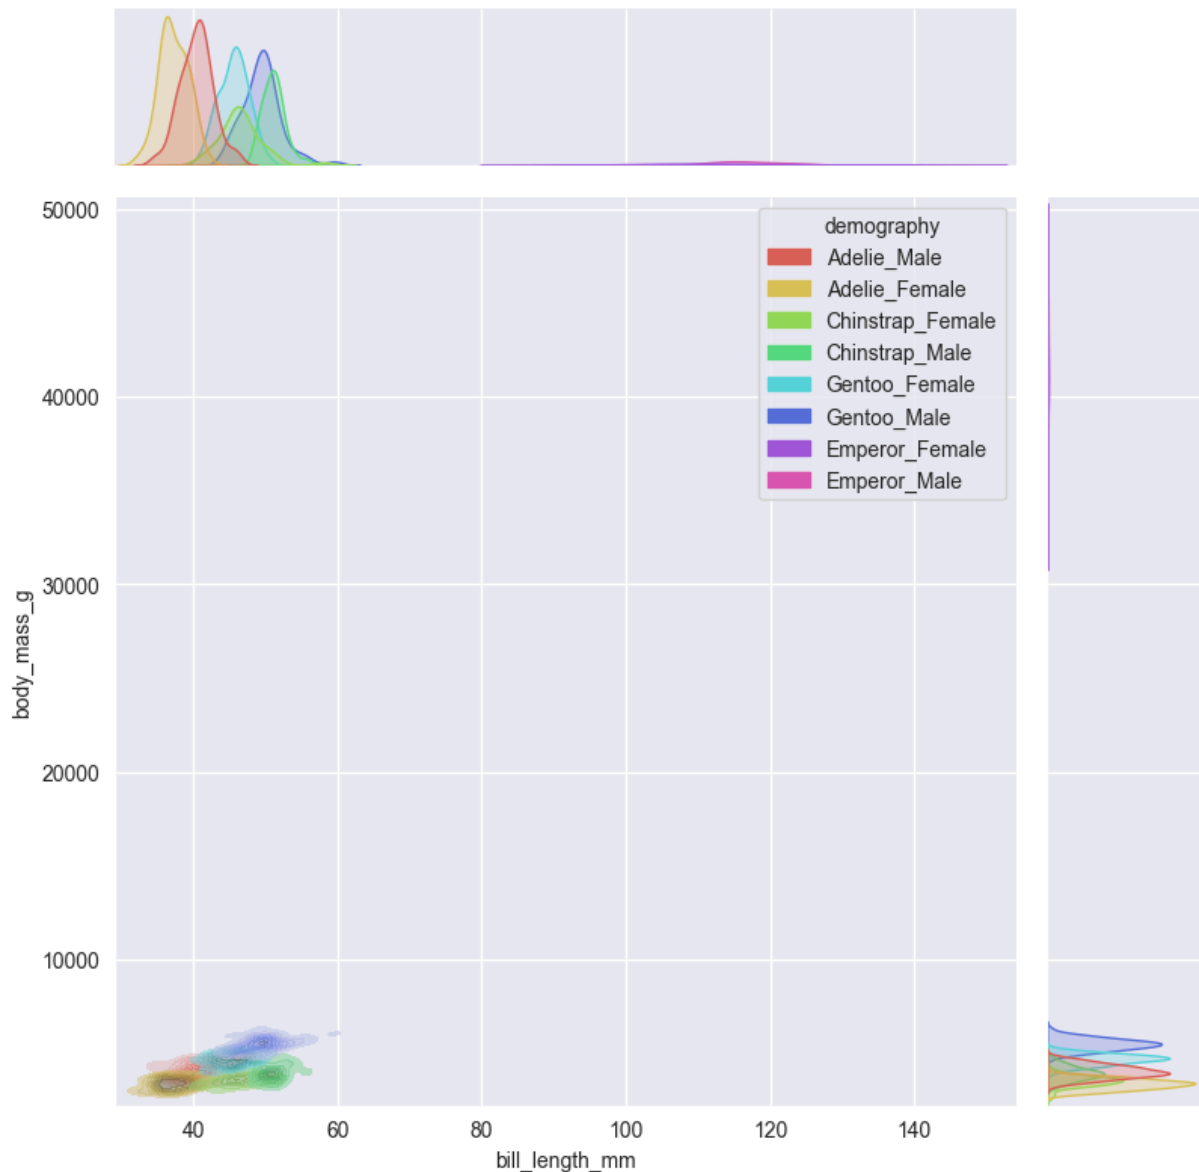 50000
40000
30000
20000
10000
body_mass_g
demography
Adelie_Male
Adelie_Female
Chinstrap_Female
Chinstrap_Male
Gentoo_Female
Gentoo_Male
Emperor_Female
Emperor_Male
40 60 80 100 120 140
bill_length_mm